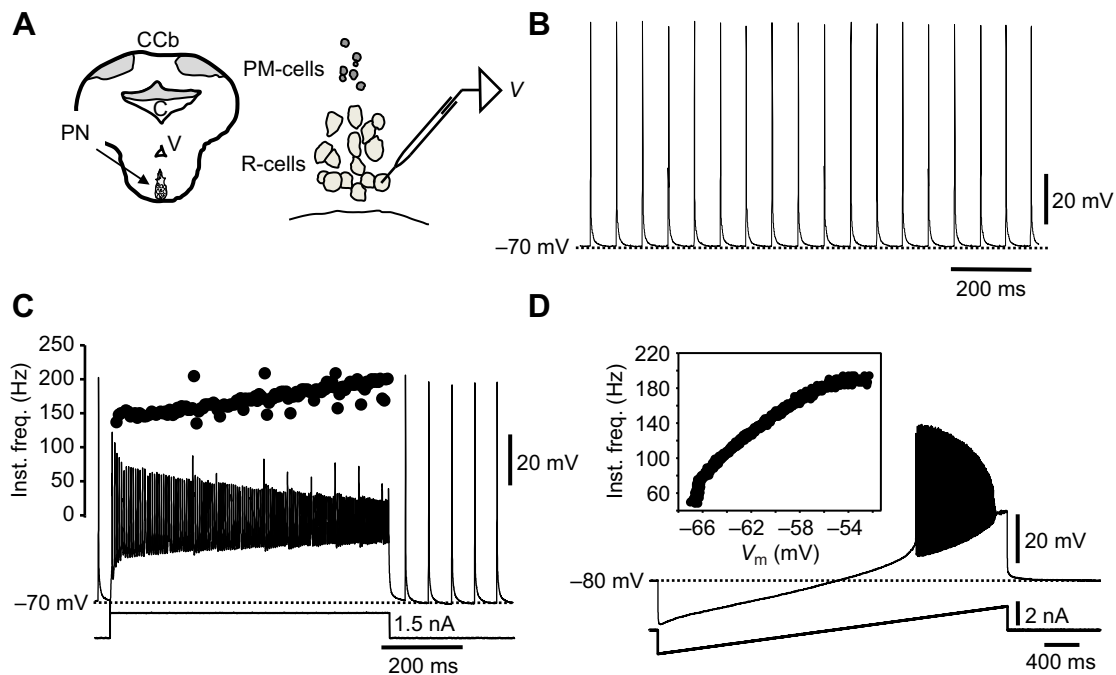 A
CCb
C
V
PN
PM-cells
R-cells
V
B
–70 mV
20 mV
200 ms
C
Inst. freq. (Hz)
250
200
150
100
50
0
20 mV
–70 mV
1.5 nA
200 ms
D
Inst. freq. (Hz)
220
180
140
100
60
–66
–62
–58
–54
Vm (mV)
20 mV
–80 mV
2 nA
400 ms